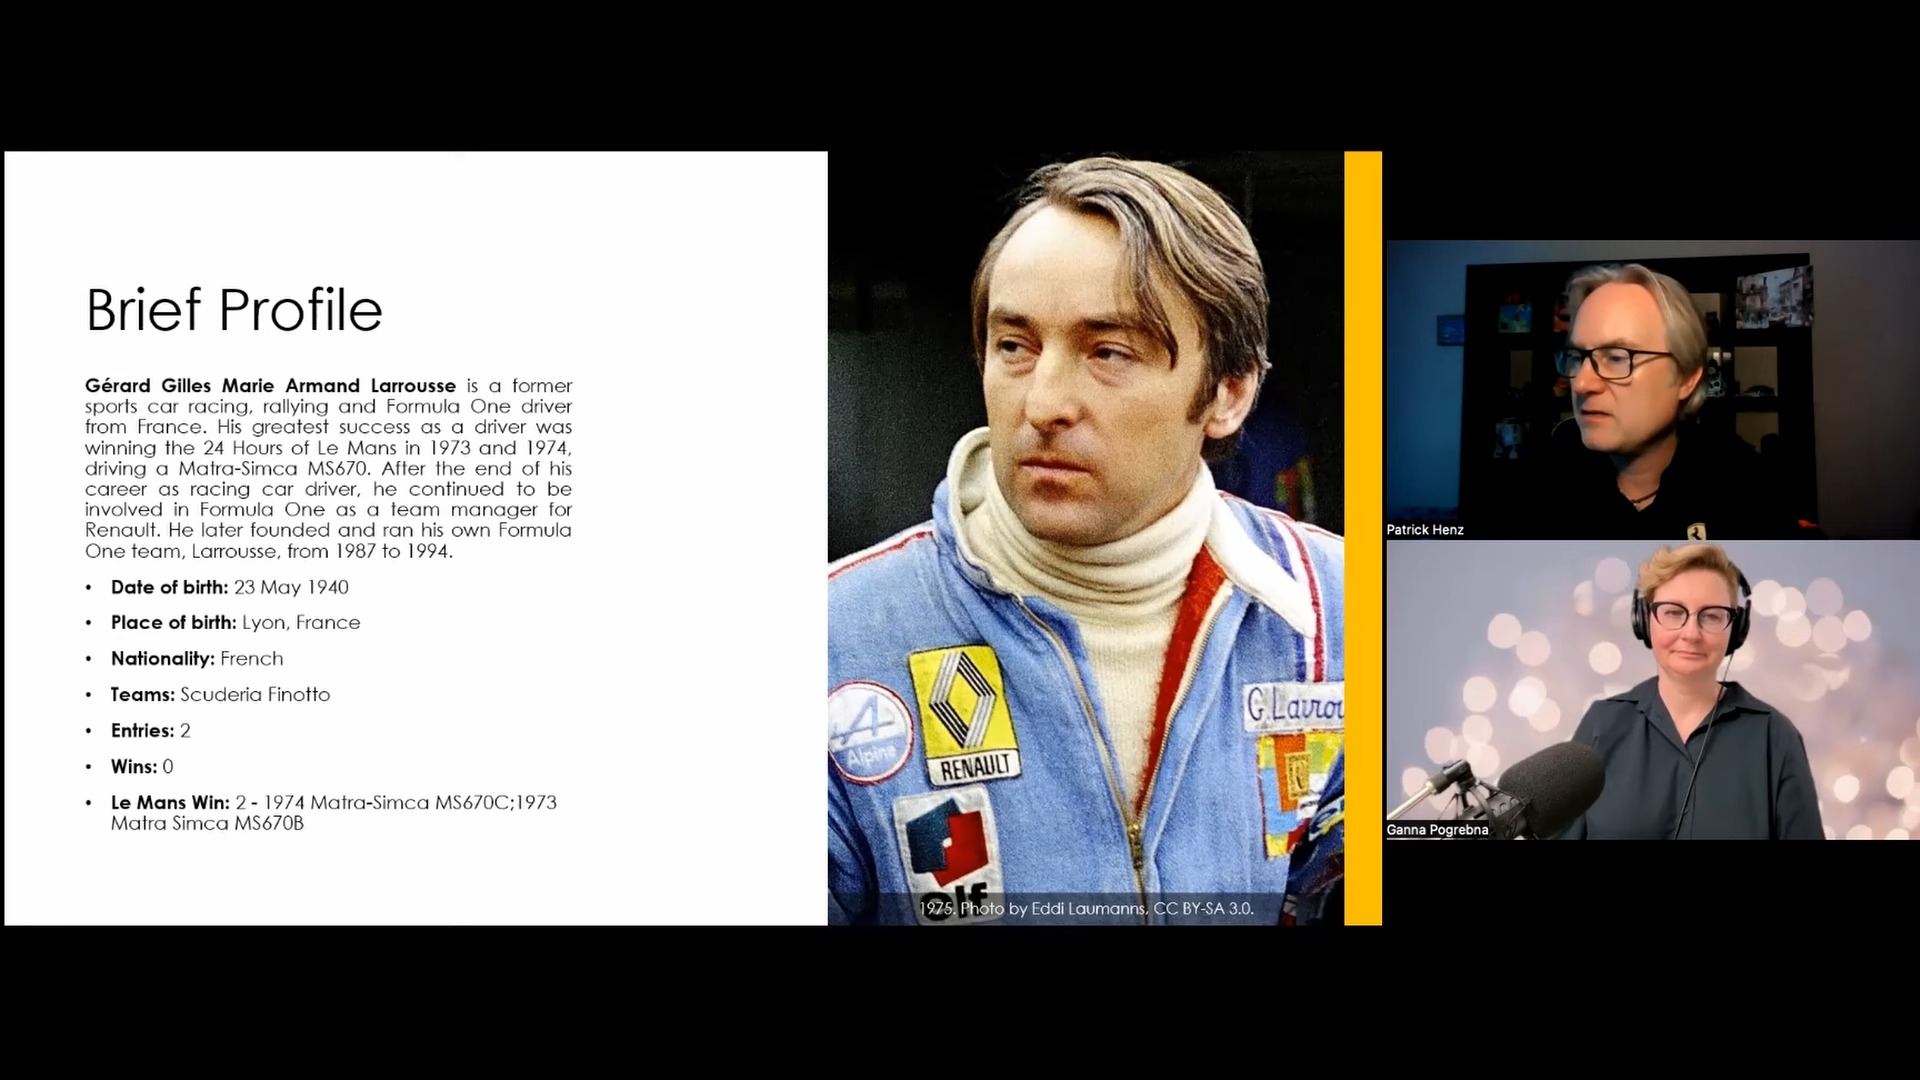 Brief Profile
Gérard Gilles Marie Armand Larrousse is a former
sports car racing, rallying and Formula One driver
from France. His greatest success as a driver was
winning the 24 Hours of Le Mans in 1973 and 1974,
driving a Matra-Simca MS670. After the end of his
career as racing car driver, he continued to be
involved in Formula One as a team manager for
Renault. He later founded and ran his own Formula
One team, Larrousse, from 1987 to 1994.
• Date of birth: 23 May 1940
• Place of birth: Lyon, France
• Nationality: French
• Teams: Scuderia Finotto
• Entries: 2
• Wins: 0
• Le Mans Win: 2 - 1974 Matra-Simca MS670C;1973
Matra Simca MS670B
Alpine
RENAULT
G. Larrou
elf
1975. Photo by Eddi Laumanns, CC BY-SA 3.0.
Patrick Henz
Ganna Pogrebna